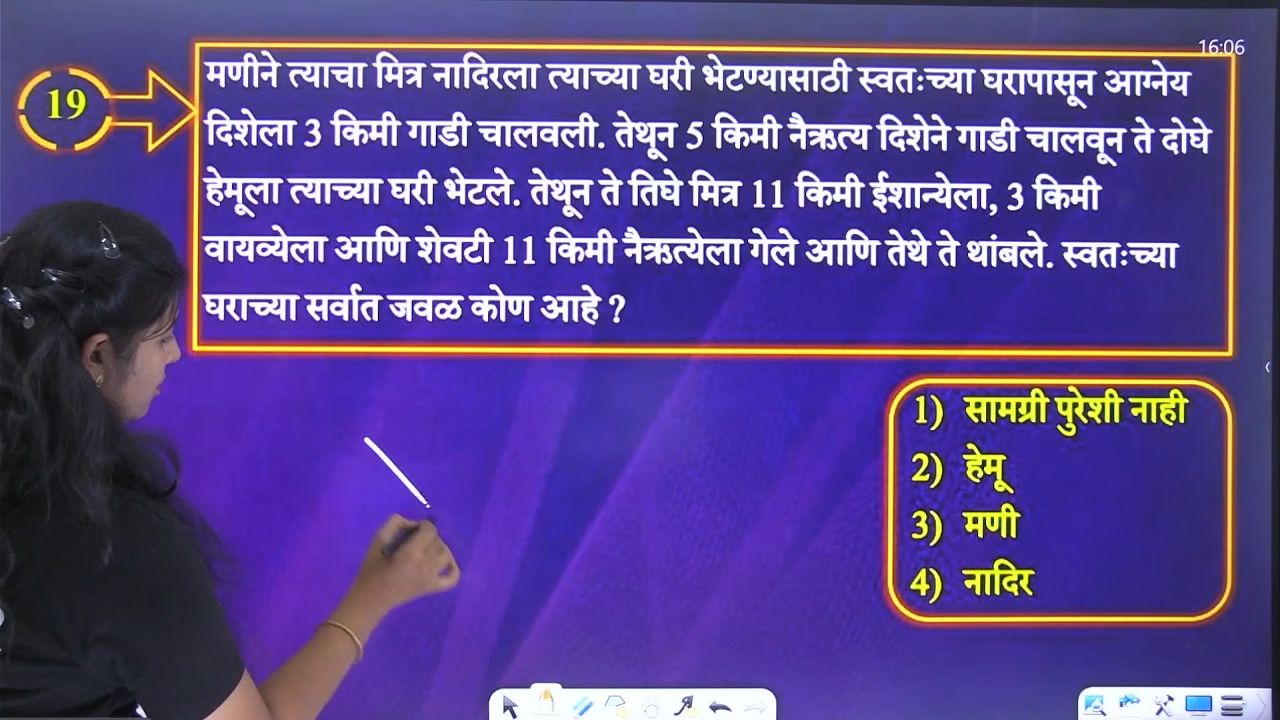 16:06
19
मणीने त्याचा मित्र नादिरला त्याच्या घरी भेटण्यासाठी स्वतःच्या घरापासून आग्नेय
दिशेला 3 किमी गाडी चालवली. तेथून 5 किमी नैऋत्य दिशेने गाडी चालवून ते दोघे
हेमूला त्याच्या घरी भेटले. तेथून ते तिघे मित्र 11 किमी ईशान्येला, 3 किमी
वायव्येला आणि शेवटी 11 किमी नैऋत्येला गेले आणि तेथे ते थांबले. स्वतःच्या
घराच्या सर्वात जवळ कोण आहे ?
1) सामग्री पुरेशी नाही
2) हेमू
3) मणी
4) नादिर